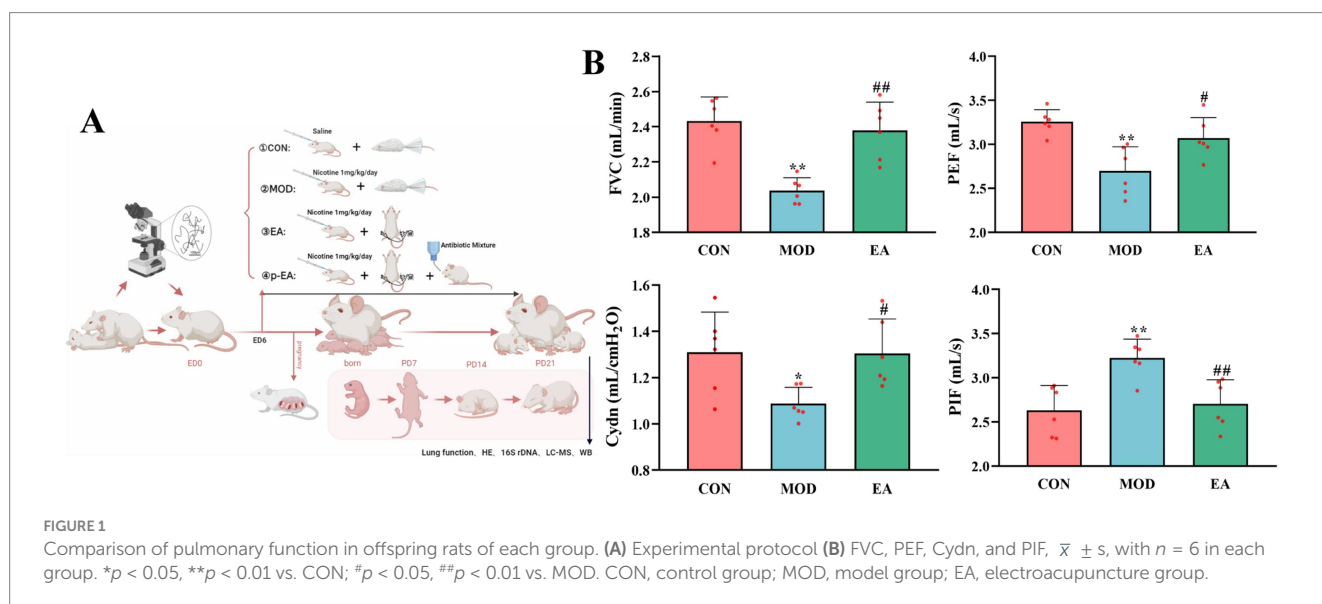 A
①CON:
Saline
+
②MOD:
Nicotine 1mg/kg/day
+
③EA:
Nicotine 1mg/kg/day
+
④p-EA:
Nicotine 1mg/kg/day
+
+
Antibiotic Mixture
ED0
ED6
pregnancy
born
PD7
PD14
PD21
Lung function、HE、16S rDNA、LC-MS、WB
B
FVC (mL/min)
2.8
2.6
2.4
2.2
2.0
1.8
**
##
CON MOD EA
PEF (mL/s)
4.0
3.5
3.0
2.5
2.0
**
#
CON MOD EA
Cydn (mL/cmH₂O)
1.6
1.4
1.2
1.0
0.8
*
#
CON MOD EA
PIF (mL/s)
4.0
3.5
3.0
2.5
2.0
**
##
CON MOD EA
FIGURE 1
Comparison of pulmonary function in offspring rats of each group. (A) Experimental protocol (B) FVC, PEF, Cydn, and PIF, x̅ ± s, with n = 6 in each
group. *p < 0.05, **p < 0.01 vs. CON; #p < 0.05, ##p < 0.01 vs. MOD. CON, control group; MOD, model group; EA, electroacupuncture group.